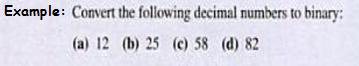 Example: Convert the following decimal numbers to binary:
(a) 12 (b) 25 (c) 58 (d) 82